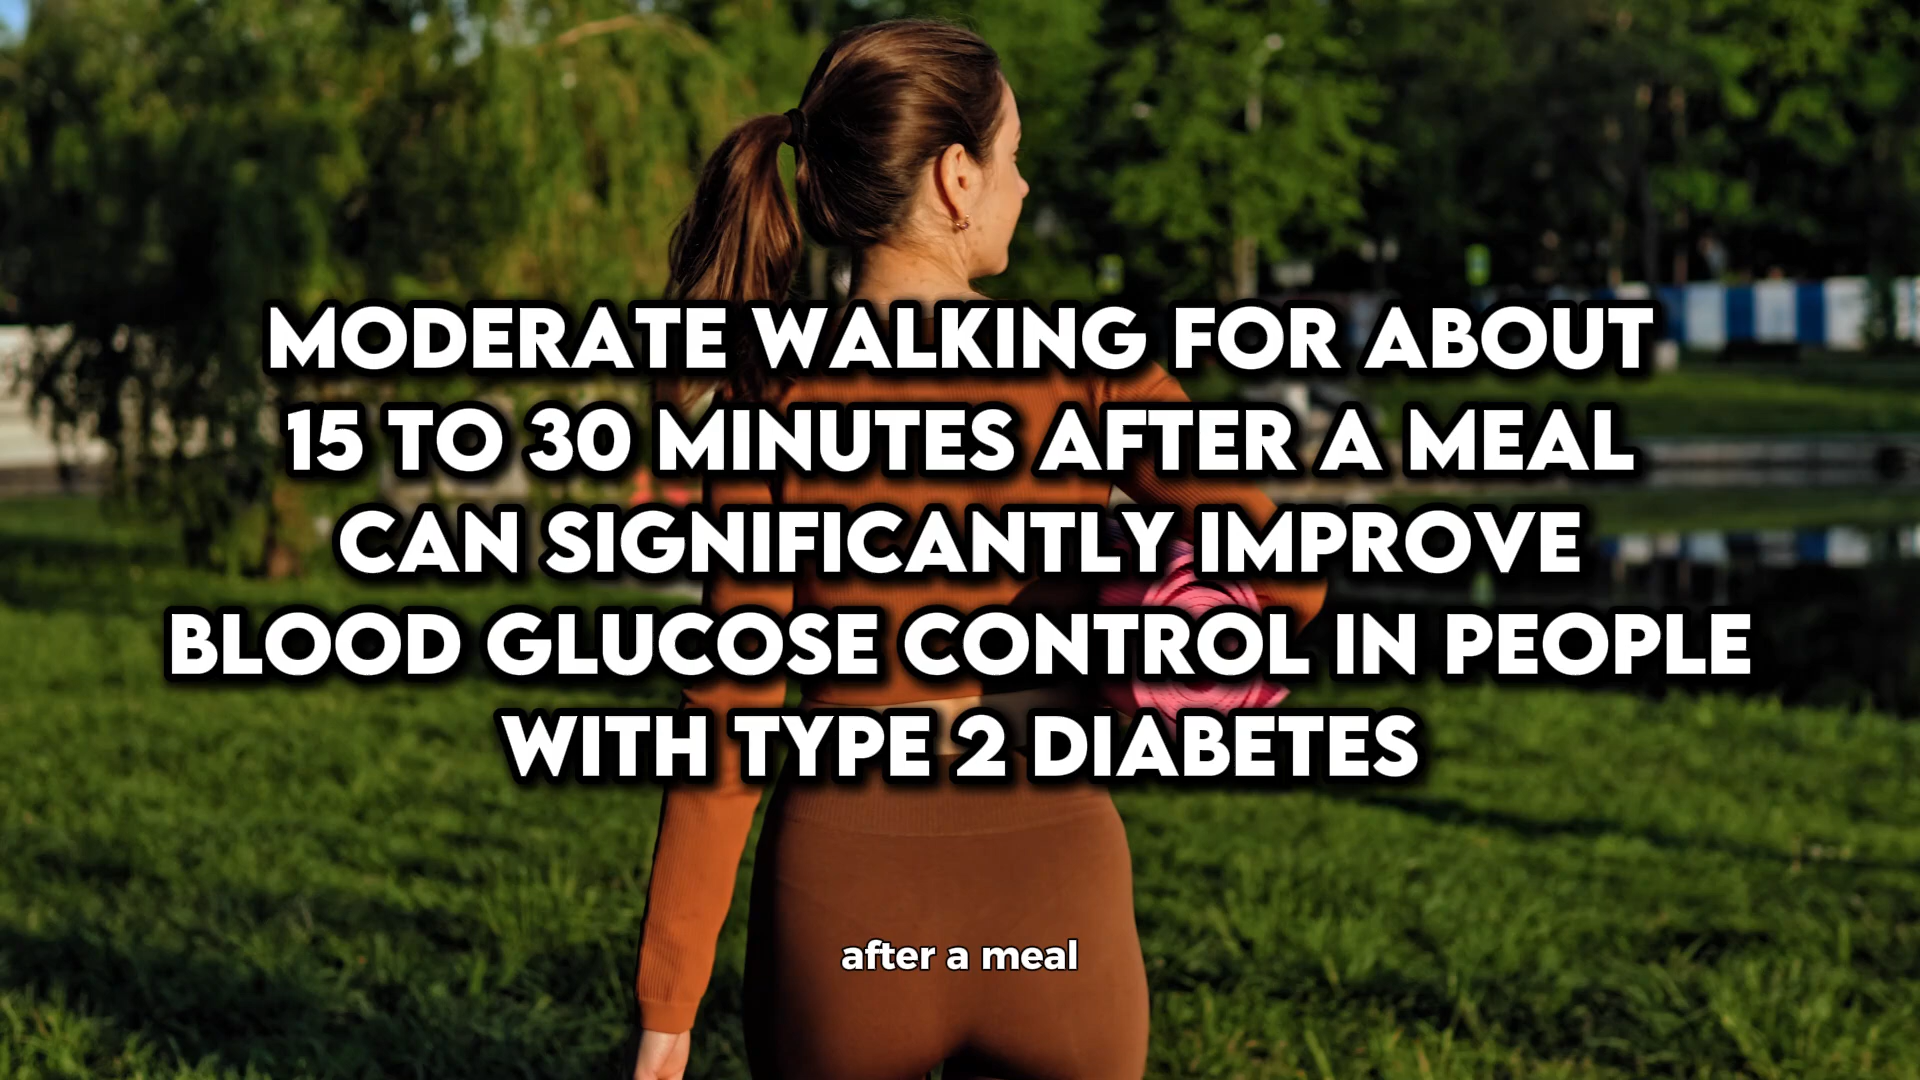 MODERATE WALKING FOR ABOUT
15 TO 30 MINUTES AFTER A MEAL
CAN SIGNIFICANTLY IMPROVE
BLOOD GLUCOSE CONTROL IN PEOPLE
WITH TYPE 2 DIABETES
after a meal